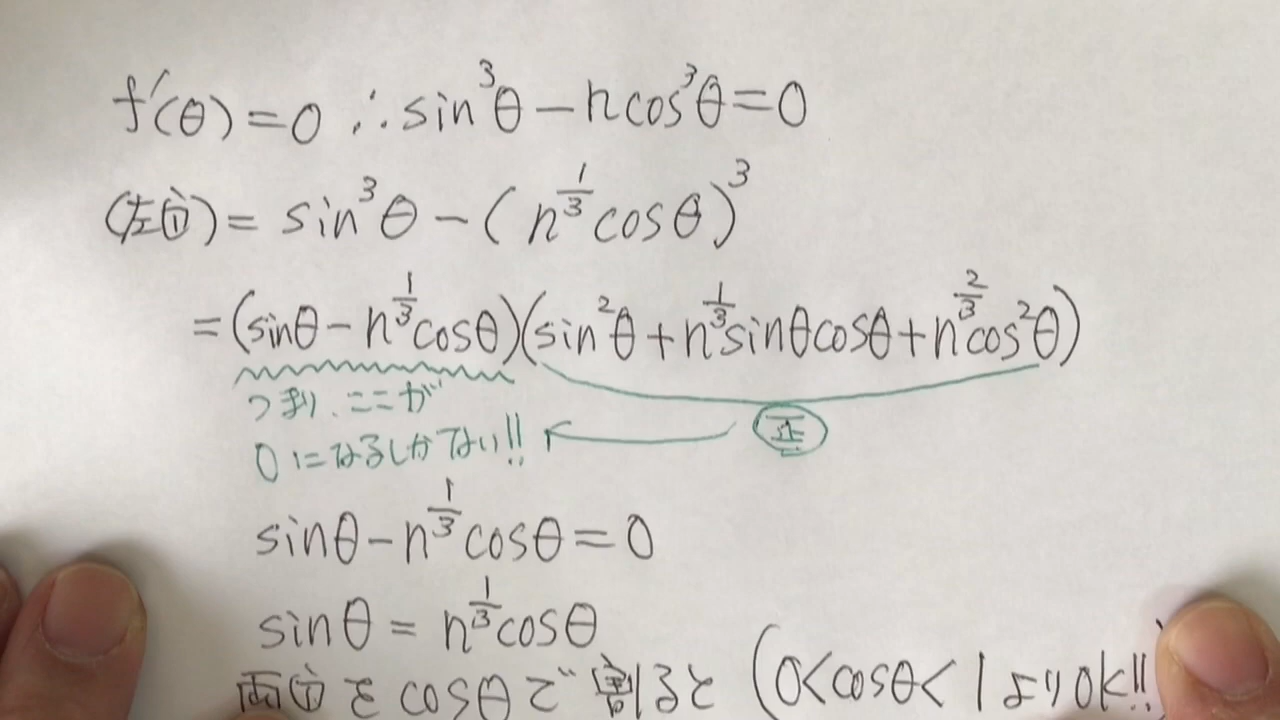 f'(θ)=0 ∴sin³θ−ncos³θ=0
(左辺)= sin³θ−(n^{1/3}cosθ)³
=(sinθ−n^{1/3}cosθ)(sin²θ+n^{1/3}sinθcosθ+n^{2/3}cos²θ)
つまり、ここが
0になるしかない!!
正
sinθ−n^{1/3}cosθ=0
sinθ=n^{1/3}cosθ
両辺をcosθで割ると (0<cosθ<1よりok!!)